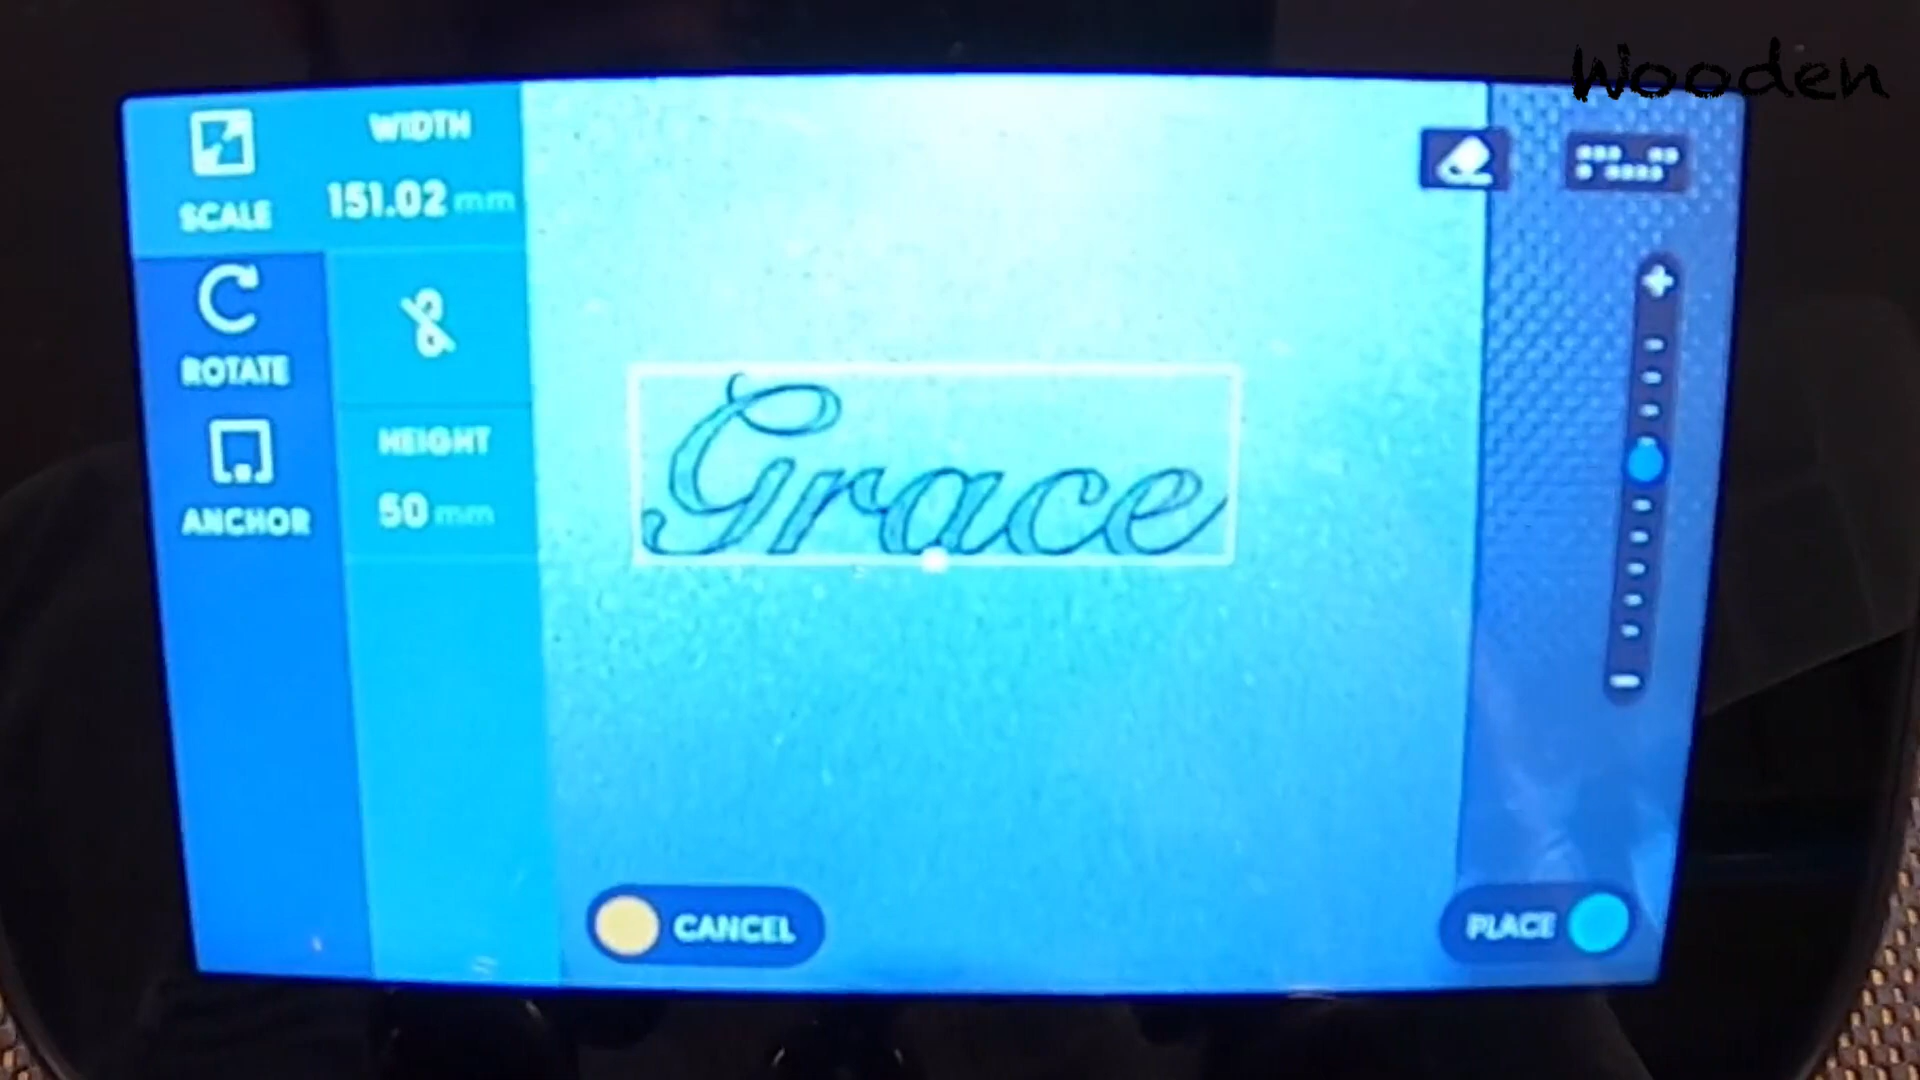 Wooden
SCALE
WIDTH
151.02 mm
ROTATE
HEIGHT
50 mm
ANCHOR
Grace
CANCEL
PLACE